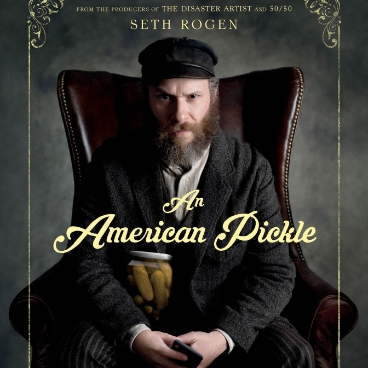 FROM THE PRODUCERS OF THE DISASTER ARTIST AND 50/50
SETH ROGEN
An
American Pickle